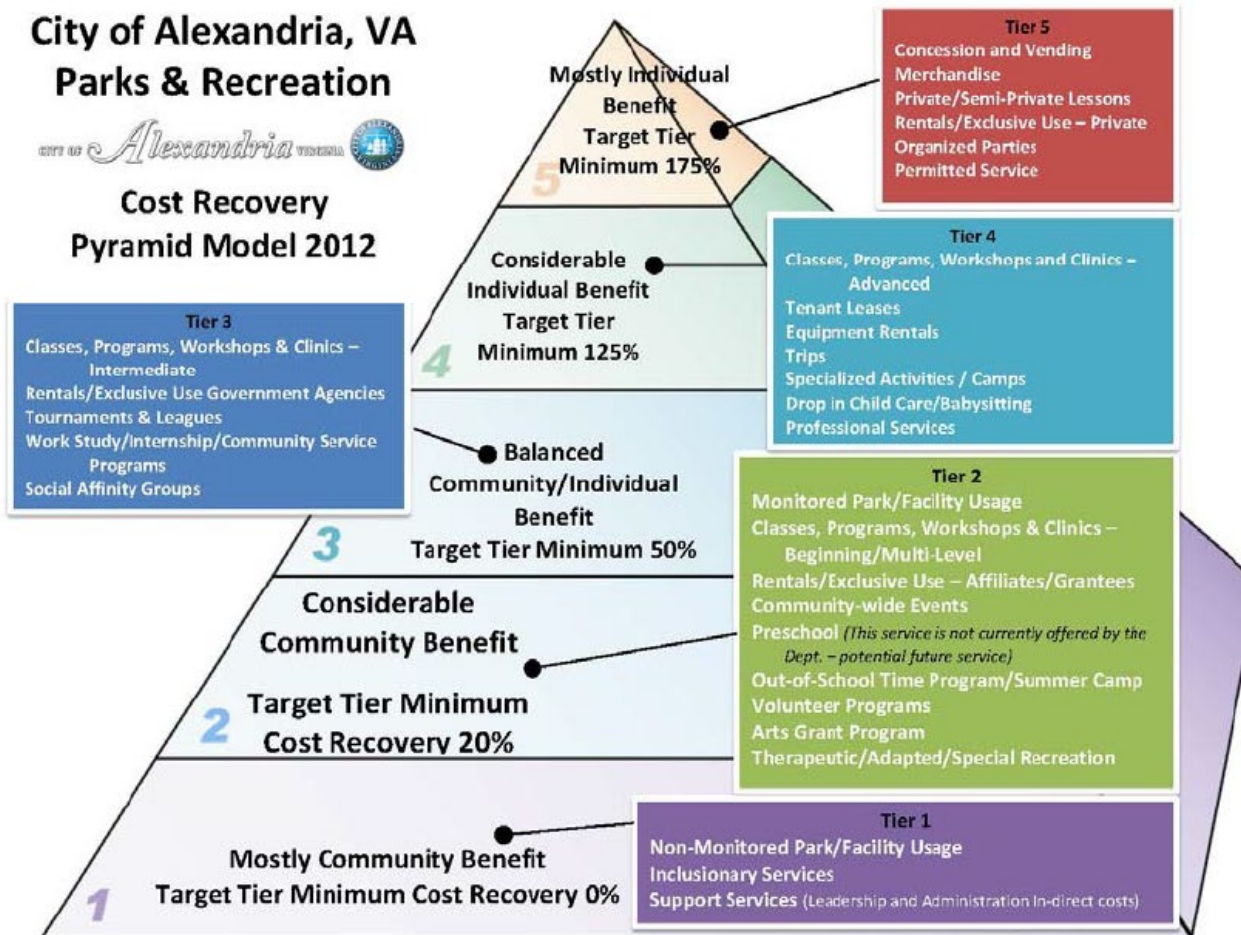 City of Alexandria, VA
Parks & Recreation
CITY OF Alexandria VIRGINIA
Cost Recovery
Pyramid Model 2012
Mostly Individual
Benefit
Target Tier
Minimum 175%
5
Tier 5
Concession and Vending
Merchandise
Private/Semi-Private Lessons
Rentals/Exclusive Use – Private
Organized Parties
Permitted Service
Considerable
Individual Benefit
Target Tier
Minimum 125%
4
Tier 4
Classes, Programs, Workshops and Clinics –
Advanced
Tenant Leases
Equipment Rentals
Trips
Specialized Activities / Camps
Drop in Child Care/Babysitting
Professional Services
Tier 3
Classes, Programs, Workshops & Clinics –
Intermediate
Rentals/Exclusive Use Government Agencies
Tournaments & Leagues
Work Study/Internship/Community Service
Programs
Social Affinity Groups
Balanced
Community/Individual
Benefit
Target Tier Minimum 50%
3
Tier 2
Monitored Park/Facility Usage
Classes, Programs, Workshops & Clinics –
Beginning/Multi-Level
Rentals/Exclusive Use – Affiliates/Grantees
Community-wide Events
Preschool (This service is not currently offered by the
Dept. – potential future service)
Out-of-School Time Program/Summer Camp
Volunteer Programs
Arts Grant Program
Therapeutic/Adapted/Special Recreation
Considerable
Community Benefit
Target Tier Minimum
Cost Recovery 20%
2
Tier 1
Non-Monitored Park/Facility Usage
Inclusionary Services
Support Services (Leadership and Administration In-direct costs)
Mostly Community Benefit
Target Tier Minimum Cost Recovery 0%
1